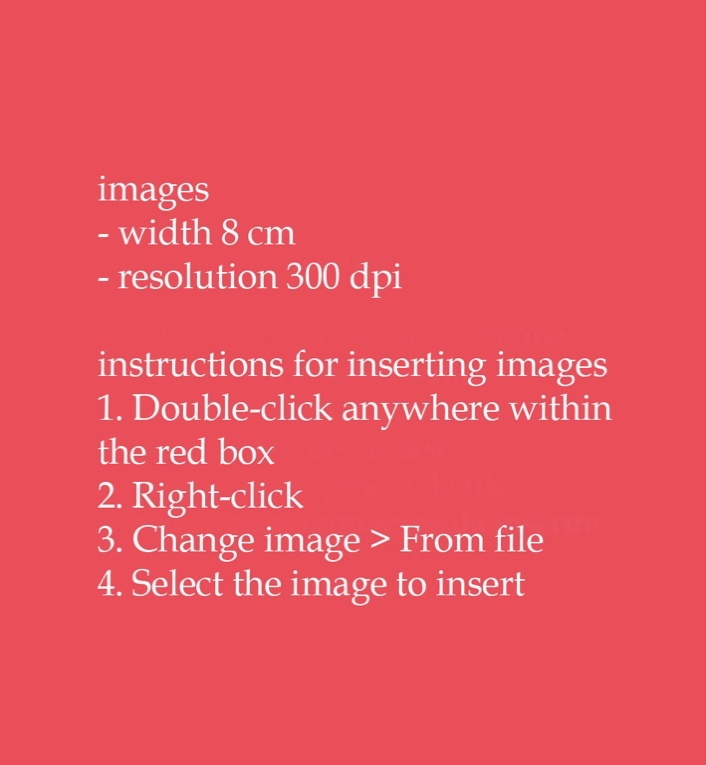 images
- width 8 cm
- resolution 300 dpi
instructions for inserting images
1. Double-click anywhere within
the red box
2. Right-click
3. Change image > From file
4. Select the image to insert